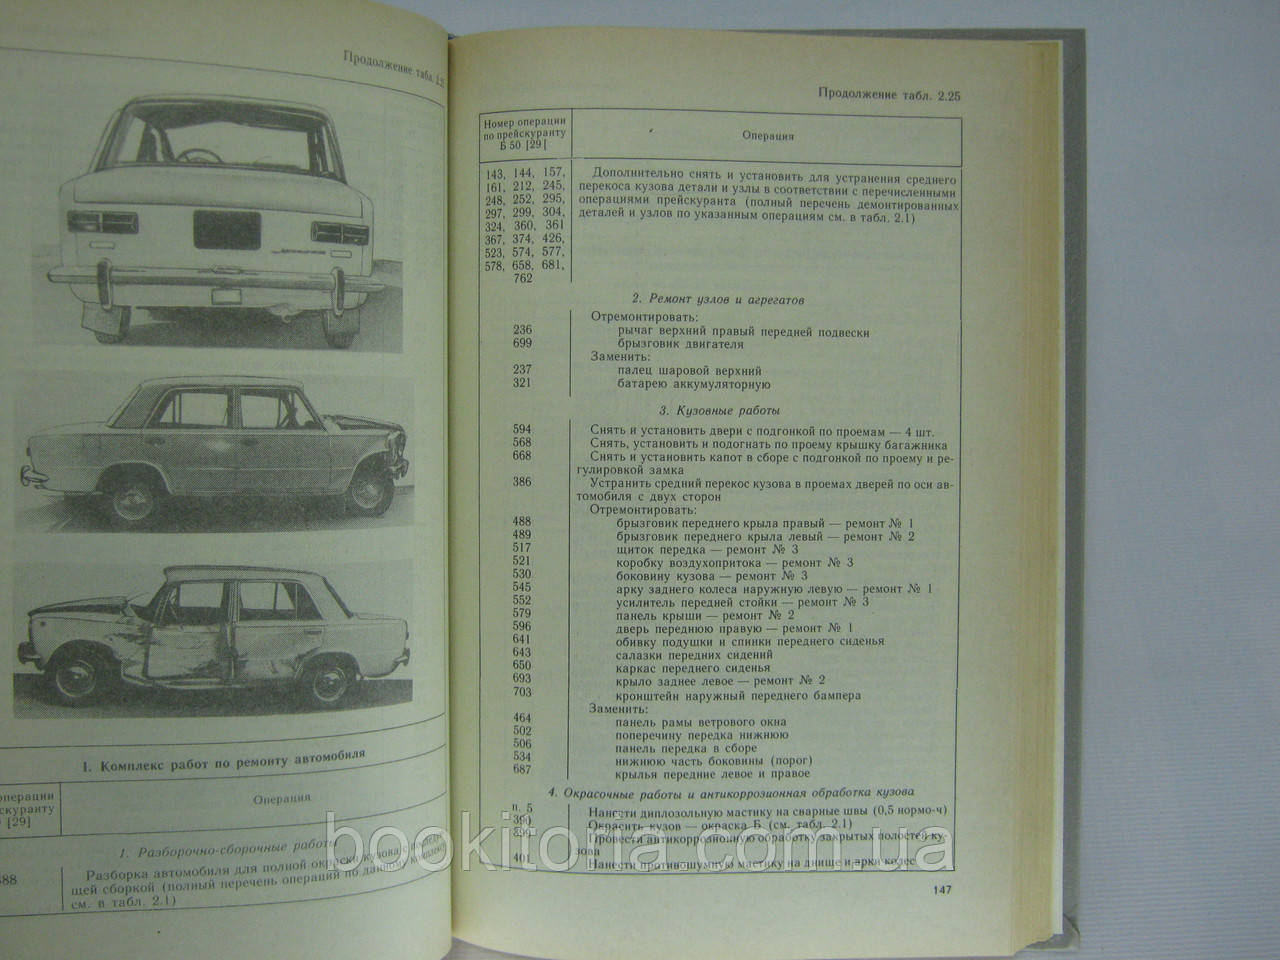 Продолжение табл. 2.25
1. Комплекс работ по ремонту автомобиля
Операция
1. Разборочно-сборочные работы
Разборка автомобиля для полной окраски кузова с
щей сборкой (полный перечень операций по данному комплексу
см. в табл. 2.1)
Продолжение табл. 2.25
Номер операции
по прейскуранту
Б 50 [29[
Операция
143, 144, 157,
161, 212, 245,
248, 252, 295,
297, 299, 304,
324, 360, 361
367, 374, 426,
523, 574, 577,
578, 658, 681,
762
Дополнительно снять и установить для устранения среднего
перекоса кузова детали и узлы в соответствии с перечисленными
операциями прейскуранта (полный перечень демонтированных
деталей и узлов по указанным операциям см. в табл. 2.1)
2. Ремонт узлов и агрегатов
Отремонтировать:
236 рычаг верхний правый передней подвески
699 брызговик двигателя
Заменить:
237 палец шаровой верхний
321 батарею аккумуляторную
3. Кузовные работы
594 Снять и установить двери с подгонкой по проемам — 4 шт.
568 Снять, установить и подогнать по проему крышку багажника
668 Снять и установить капот в сборе с подгонкой по проему и ре-
гулировкой замка
386 Устранить средний перекос кузова в проемах дверей по оси ав-
томобиля с двух сторон
Отремонтировать:
488 брызговик переднего крыла правый — ремонт № 1
489 брызговик переднего крыла левый — ремонт № 2
517 щиток передка — ремонт № 3
521 коробку воздухопритока — ремонт № 3
530 боковину кузова — ремонт № 3
545 арку заднего колеса наружную левую — ремонт № 1
552 усилитель передней стойки — ремонт № 3
579 панель крыши — ремонт № 2
596 дверь переднюю правую — ремонт № 1
641 обивку подушки и спинки переднего сиденья
643 салазки передних сидений
650 каркас переднего сиденья
693 крыло заднее левое — ремонт № 2
703 кронштейн наружный переднего бампера
Заменить:
464 панель рамы ветрового окна
502 поперечину передка нижнюю
506 панель передка в сборе
534 нижнюю часть боковины (порог)
687 крылья передние левое и правое
4. Окрасочные работы и антикоррозионная обработка кузова
п. 5 Нанести диплозольную мастику на сварные швы (0,5 нормо-ч)
390 Окрасить кузов — окраска Б (см. табл. 2.1)
399 Провести антикоррозионную обработку закрытых полостей ку-
зова
401 Нанести противошумную мастику на днище и арки колес
147
bookitoria.com.ua